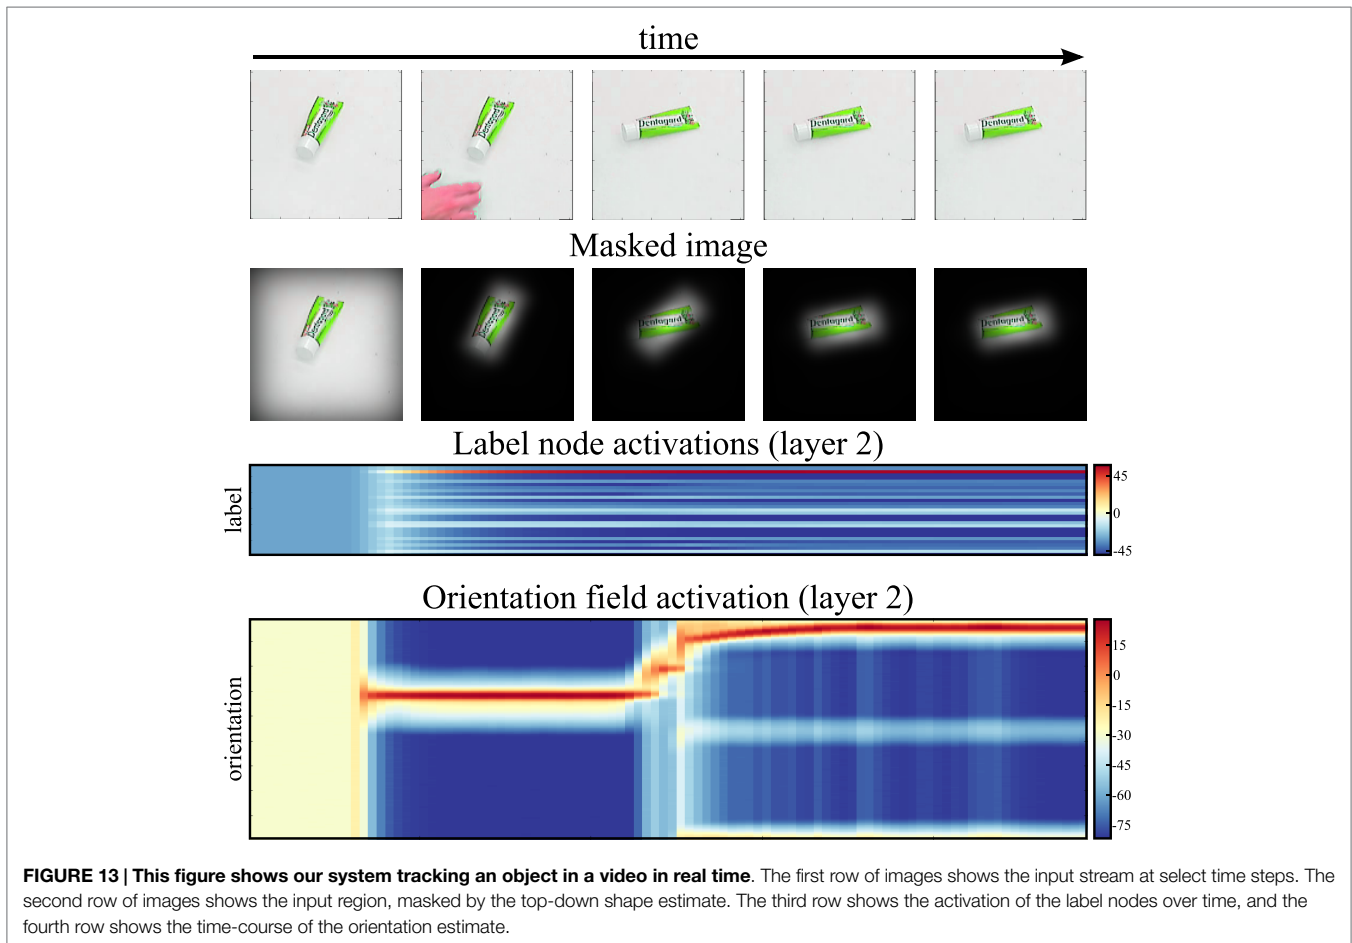 time
Dentagard
Dentagard
Dentagard
Dentagard
Dentagard
Masked image
Dentagard
Dentagard
Dentagard
Dentagard
Dentagard
Label node activations (layer 2)
label
45
0
-45
Orientation field activation (layer 2)
orientation
15
0
-15
-30
-45
-60
-75
FIGURE 13 | This figure shows our system tracking an object in a video in real time. The first row of images shows the input stream at select time steps. The
second row of images shows the input region, masked by the top-down shape estimate. The third row shows the activation of the label nodes over time, and the
fourth row shows the time-course of the orientation estimate.